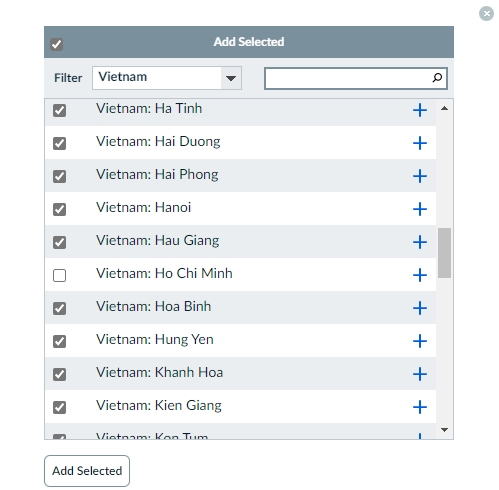 Add Selected
Filter Vietnam
Vietnam: Ha Tinh
Vietnam: Hai Duong
Vietnam: Hai Phong
Vietnam: Hanoi
Vietnam: Hau Giang
Vietnam: Ho Chi Minh
Vietnam: Hoa Binh
Vietnam: Hung Yen
Vietnam: Khanh Hoa
Vietnam: Kien Giang
Vietnam: Kon Tum
Add Selected